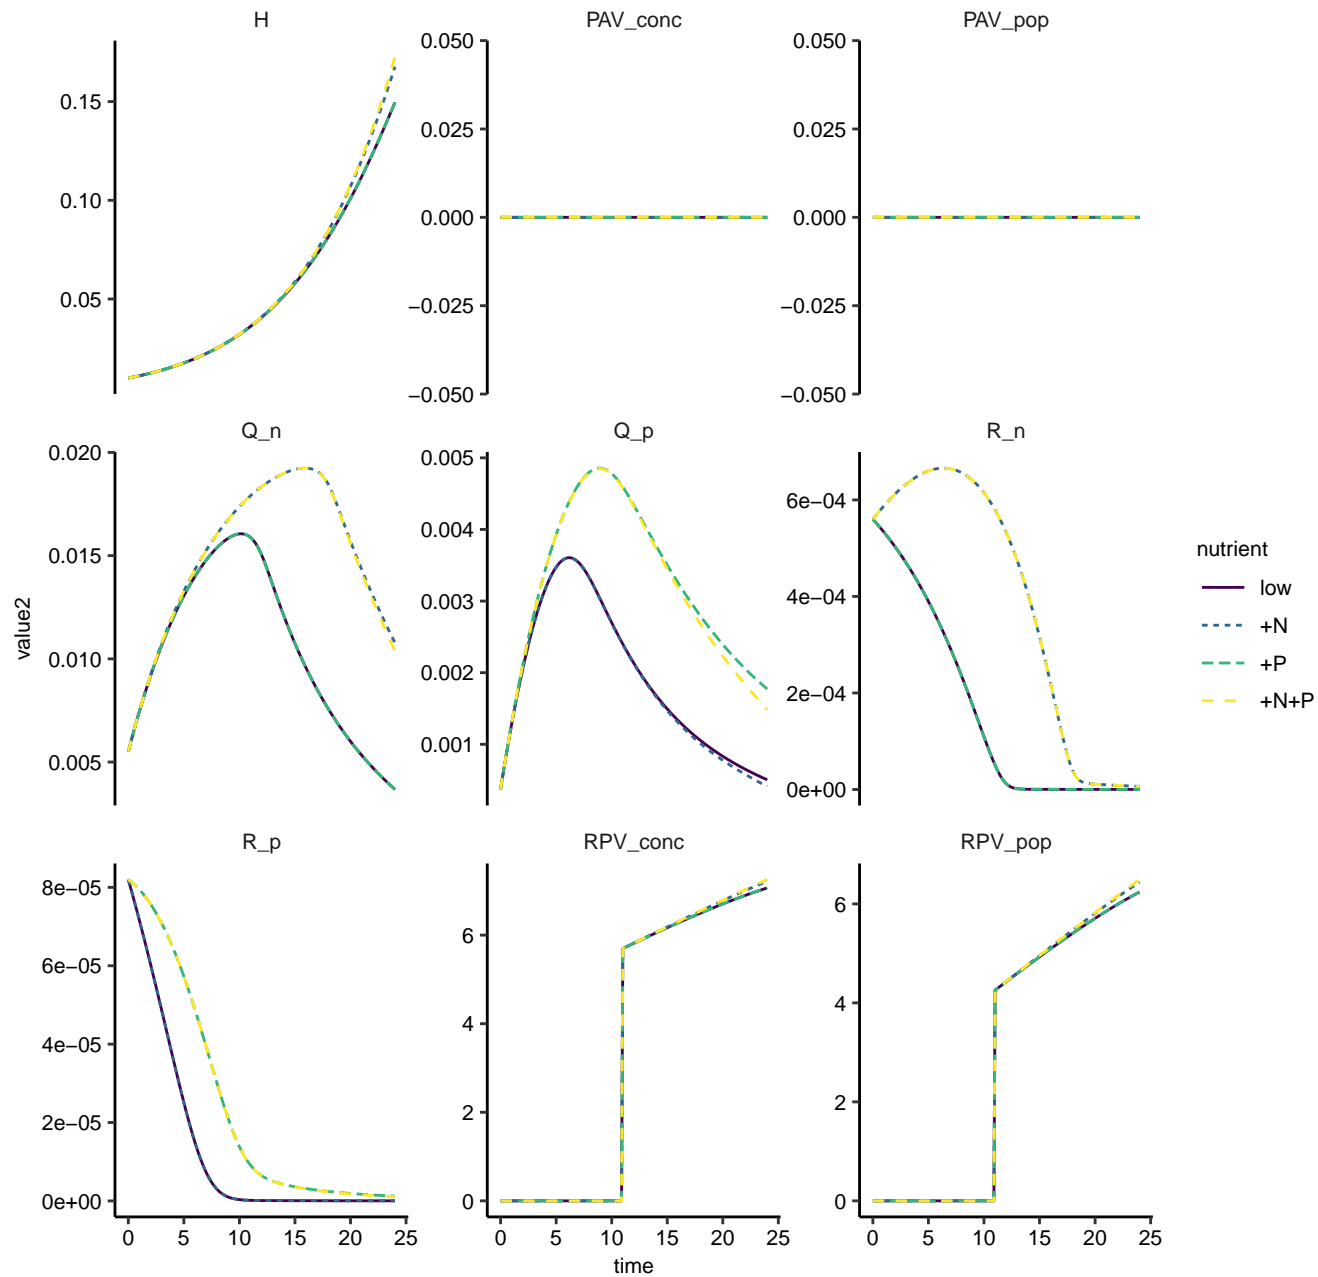 H
PAV_conc
PAV_pop
0.15
0.10
0.05
0.050
0.025
0.000
−0.025
−0.050
0.050
0.025
0.000
−0.025
−0.050
Q_n
Q_p
R_n
0.020
0.015
0.010
0.005
0.005
0.004
0.003
0.002
0.001
6e−04
4e−04
2e−04
0e+00
value2
nutrient
low
+N
+P
+N+P
R_p
RPV_conc
RPV_pop
8e−05
6e−05
4e−05
2e−05
0e+00
6
4
2
0
6
4
2
0
0 5 10 15 20 25
0 5 10 15 20 25
0 5 10 15 20 25
time